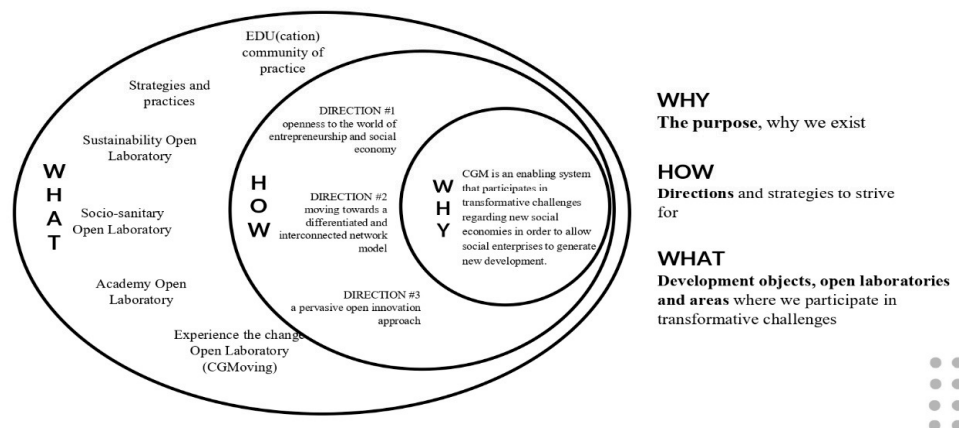 EDU(cation)
community of
practice
Strategies and
practices
Sustainability Open
Laboratory
Socio-sanitary
Open Laboratory
Academy Open
Laboratory
Experience the change
Open Laboratory
(CGMoving)
WHAT
DIRECTION #1
openness to the world of
entrepreneurship and social
economy
DIRECTION #2
moving towards a
differentiated and
interconnected network
model
DIRECTION #3
a pervasive open innovation
approach
HOW
WHY
CGM is an enabling system
that participates in
transformative challenges
regarding new social
economies in order to allow
social enterprises to generate
new development.
WHY
The purpose, why we exist
HOW
Directions and strategies to strive
for
WHAT
Development objects, open laboratories
and areas where we participate in
transformative challenges